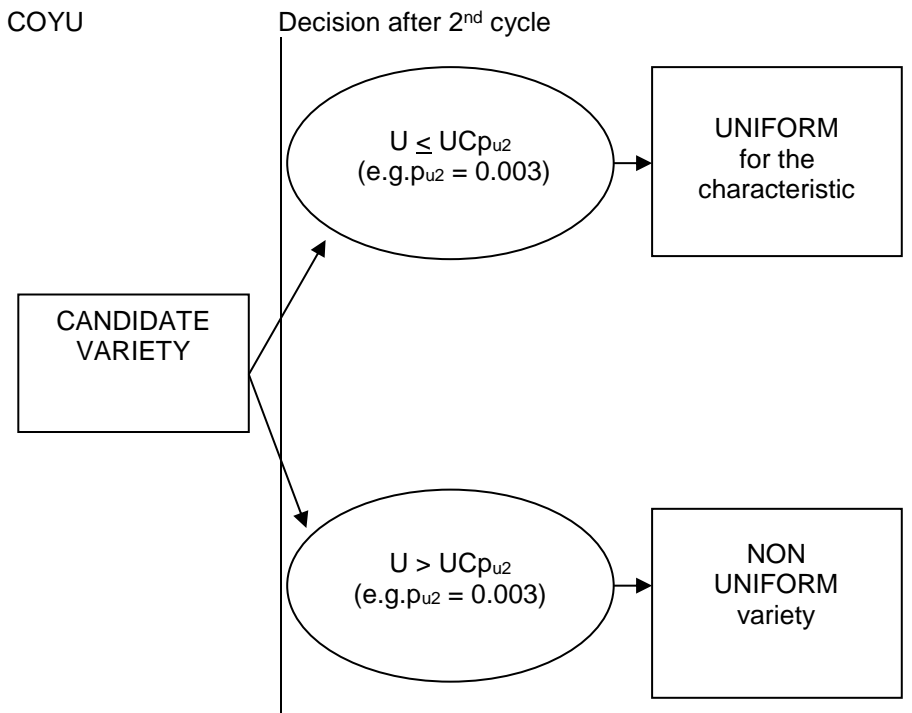 COYU
Decision after 2nd cycle
U ≤ UCpu2
(e.g.pu2 = 0.003)
UNIFORM
for the
characteristic
CANDIDATE
VARIETY
U > UCpu2
(e.g.pu2 = 0.003)
NON
UNIFORM
variety